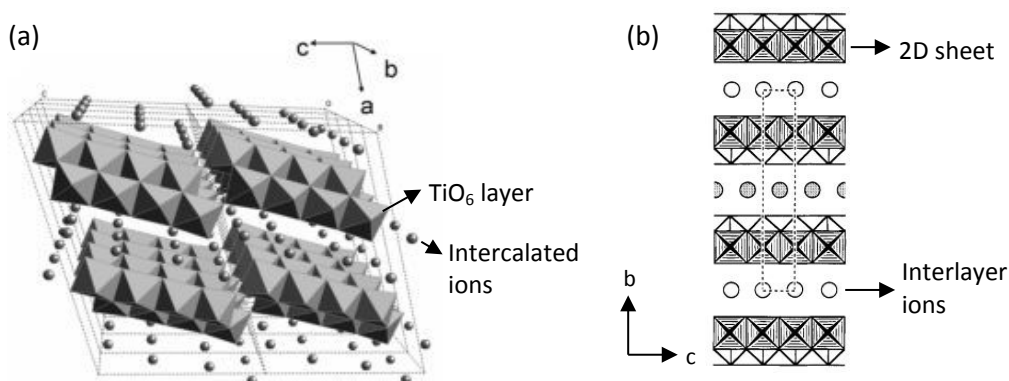 (a)
c
b
a
TiO6 layer
Intercalated
ions
(b)
2D sheet
Interlayer
ions
b
c